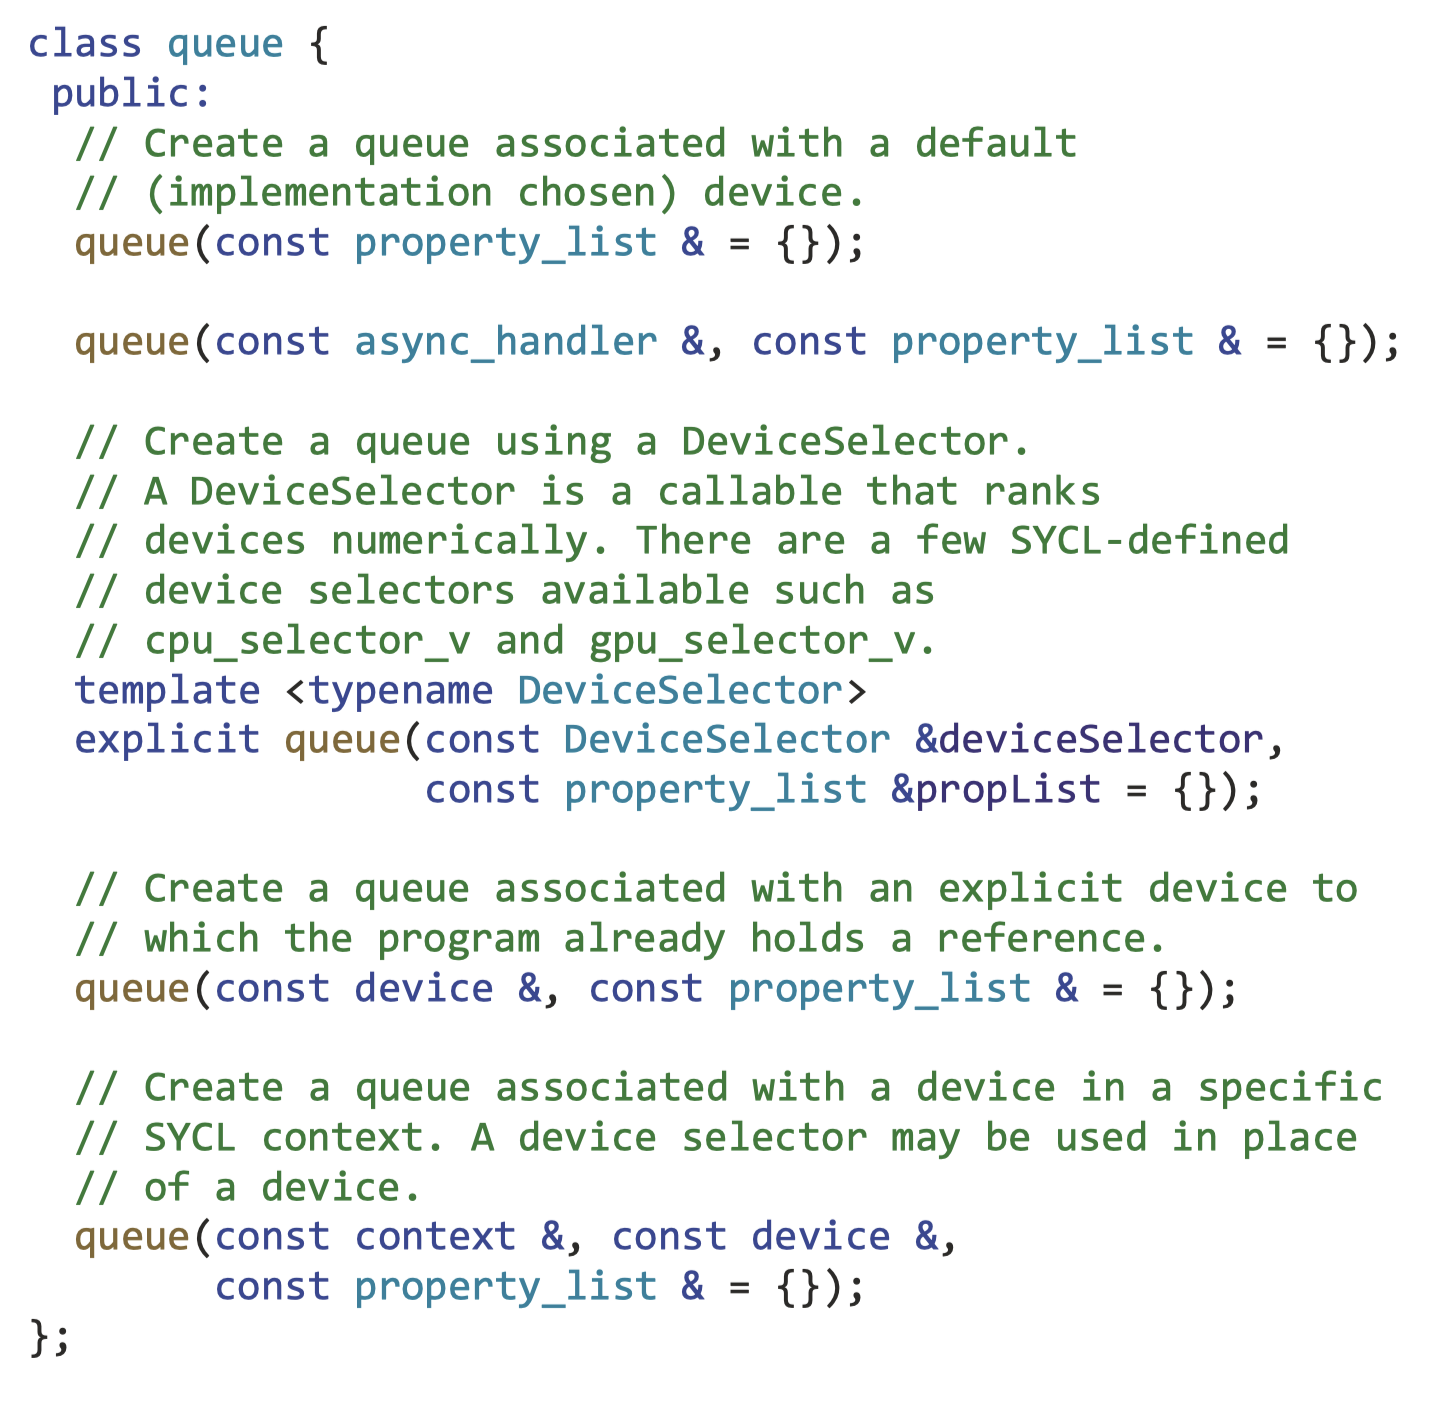 class queue {
 public:
  // Create a queue associated with a default
  // (implementation chosen) device.
  queue(const property_list & = {});

  queue(const async_handler &, const property_list & = {});

  // Create a queue using a DeviceSelector.
  // A DeviceSelector is a callable that ranks
  // devices numerically. There are a few SYCL-defined
  // device selectors available such as
  // cpu_selector_v and gpu_selector_v.
  template <typename DeviceSelector>
  explicit queue(const DeviceSelector &deviceSelector,
                 const property_list &propList = {});

  // Create a queue associated with an explicit device to
  // which the program already holds a reference.
  queue(const device &, const property_list & = {});

  // Create a queue associated with a device in a specific
  // SYCL context. A device selector may be used in place
  // of a device.
  queue(const context &, const device &,
        const property_list & = {});
};